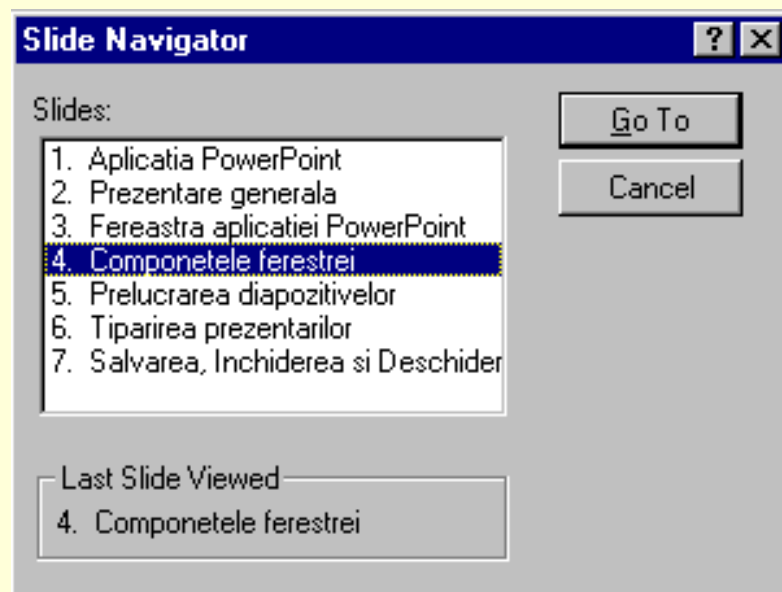 Slide Navigator
Slides:
Go To
Cancel
1. Aplicatia PowerPoint
2. Prezentare generala
3. Fereastra aplicatiei PowerPoint
4. Componetele ferestrei
5. Prelucrarea diapozitivelor
6. Tiparirea prezentarilor
7. Salvarea, Inchiderea si Deschider
Last Slide Viewed
4. Componetele ferestrei